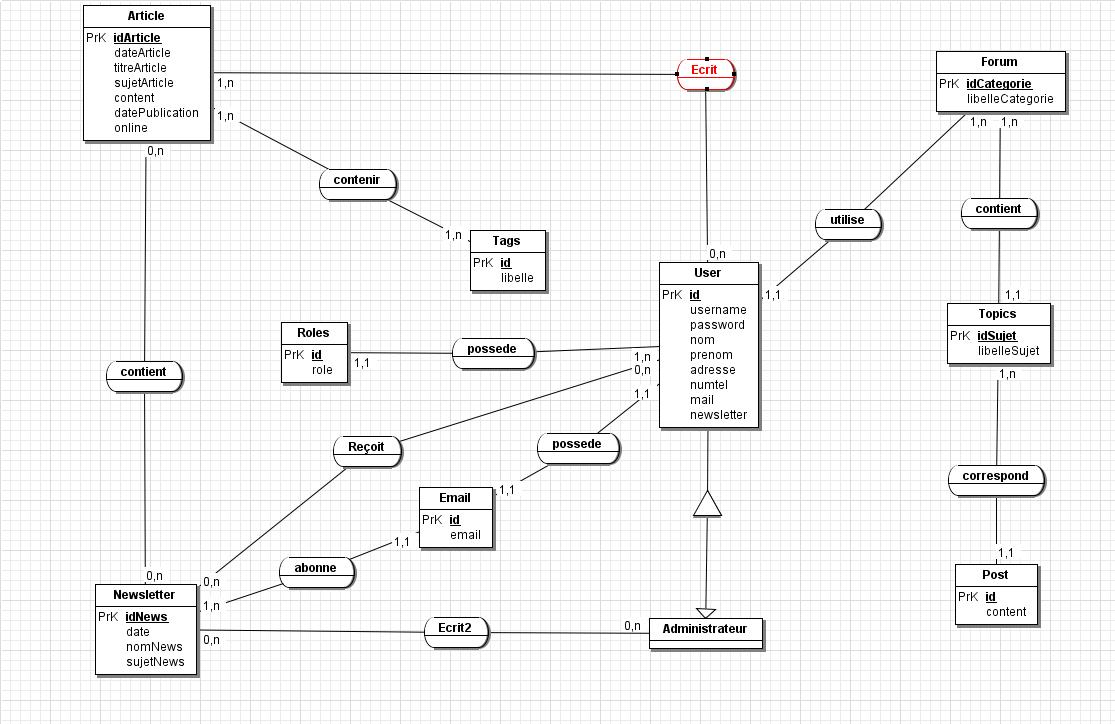 Article
PrK idArticle
dateArticle
titreArticle
sujetArticle
content
datePublication
online
1,n
1,n
0,n
Ecrit
0,n
Forum
PrK idCategorie
libelleCategorie
1,n
1,n
contenir
1,n
Tags
PrK id
libelle
utilise
1,1
contient
1,1
User
PrK id
username
password
nom
prenom
adresse
numtel
mail
newsletter
Topics
PrK idSujet
libelleSujet
1,n
Roles
PrK id
role
1,1
possede
1,n
0,n
1,1
contient
0,n
Reçoit
0,n
possede
1,1
correspond
1,1
Email
PrK id
email
1,1
abonne
1,n
Post
PrK id
content
Newsletter
PrK idNews
date
nomNews
sujetNews
0,n
Ecrit2
0,n
Administrateur